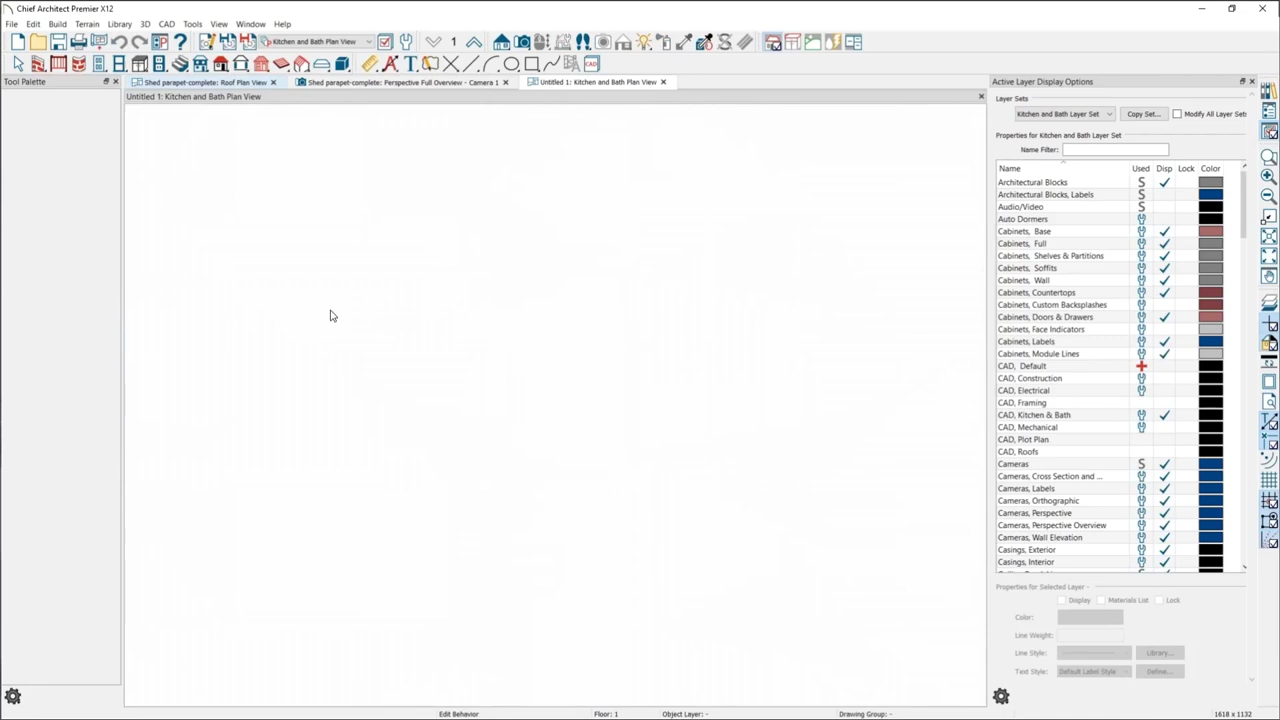 Chief Architect Premier X12
File Edit Build Terrain Library 3D CAD Tools View Window Help
Kitchen and Bath Plan View 1
CAD
Tool Palette
Shed parapet-complete: Roof Plan View
Shed parapet-complete: Perspective Full Overview - Camera 1
Untitled 1: Kitchen and Bath Plan View
Untitled 1: Kitchen and Bath Plan View
Active Layer Display Options
Layer Sets
Kitchen and Bath Layer Set Copy Set... Modify All Layer Sets
Properties for Kitchen and Bath Layer Set
Name Filter:
Name Used Disp Lock Color
Architectural Blocks S
Architectural Blocks, Labels S
Audio/Video S
Auto Dormers
Cabinets, Base
Cabinets, Full
Cabinets, Shelves & Partitions
Cabinets, Soffits
Cabinets, Wall
Cabinets, Countertops
Cabinets, Custom Backsplashes
Cabinets, Doors & Drawers
Cabinets, Face Indicators
Cabinets, Labels
Cabinets, Module Lines
CAD, Default
CAD, Construction
CAD, Electrical
CAD, Framing
CAD, Kitchen & Bath
CAD, Mechanical
CAD, Plot Plan
CAD, Roofs
Cameras S
Cameras, Cross Section and ...
Cameras, Labels
Cameras, Orthographic
Cameras, Perspective
Cameras, Perspective Overview
Cameras, Wall Elevation
Casings, Exterior
Casings, Interior
Properties for Selected Layer -
Display Materials List Lock
Color:
Line Weight:
Line Style: Library...
Text Style: Default Label Style Define...
Edit Behavior Floor: 1 Object Layer: - Drawing Group: - 1618 x 1132